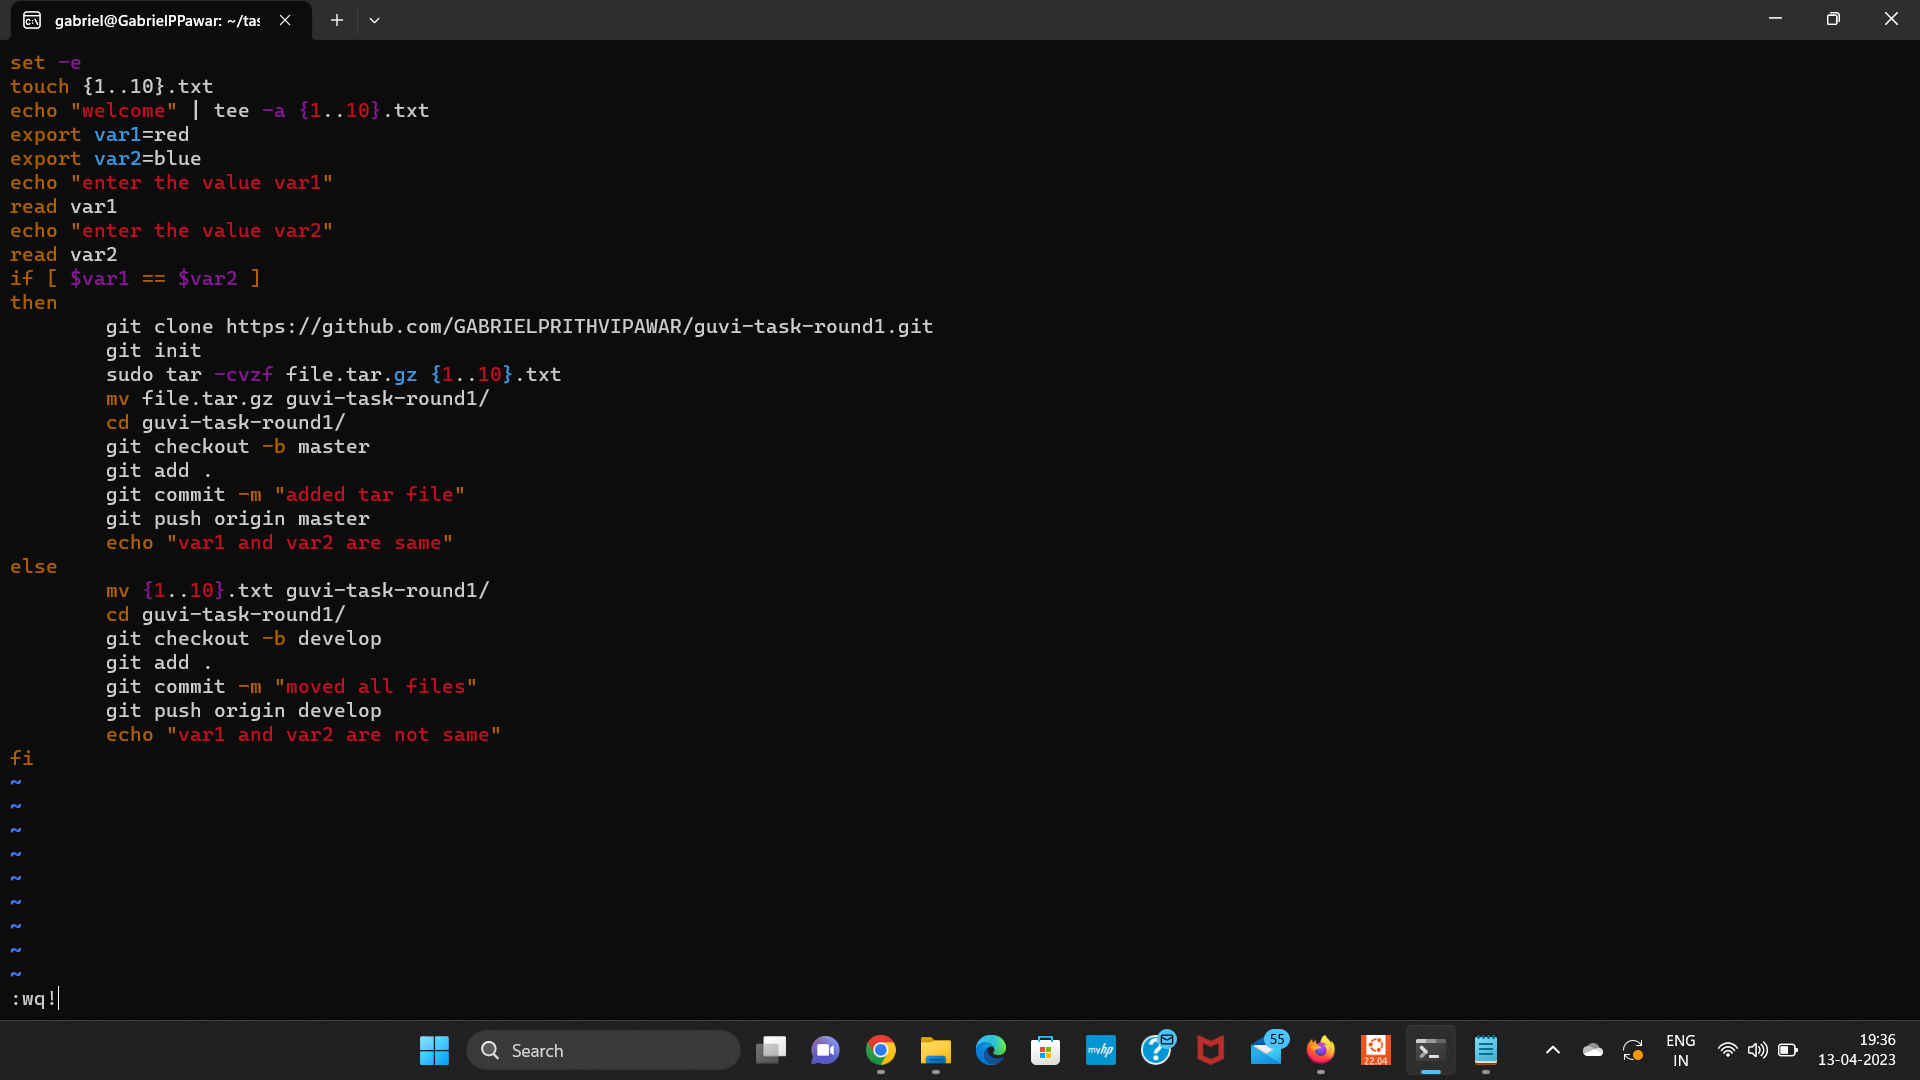 gabriel@GabrielPPawar: ~/tas
set -e
touch {1..10}.txt
echo "welcome" | tee -a {1..10}.txt
export var1=red
export var2=blue
echo "enter the value var1"
read var1
echo "enter the value var2"
read var2
if [ $var1 == $var2 ]
then
        git clone https://github.com/GABRIELPRITHVIPAWAR/guvi-task-round1.git
        git init
        sudo tar -cvzf file.tar.gz {1..10}.txt
        mv file.tar.gz guvi-task-round1/
        cd guvi-task-round1/
        git checkout -b master
        git add .
        git commit -m "added tar file"
        git push origin master
        echo "var1 and var2 are same"
else
        mv {1..10}.txt guvi-task-round1/
        cd guvi-task-round1/
        git checkout -b develop
        git add .
        git commit -m "moved all files"
        git push origin develop
        echo "var1 and var2 are not same"
fi
~
~
~
~
~
~
~
~
~
:wq!
Search
myhp
55
22.04
ENG
IN
19:36
13-04-2023